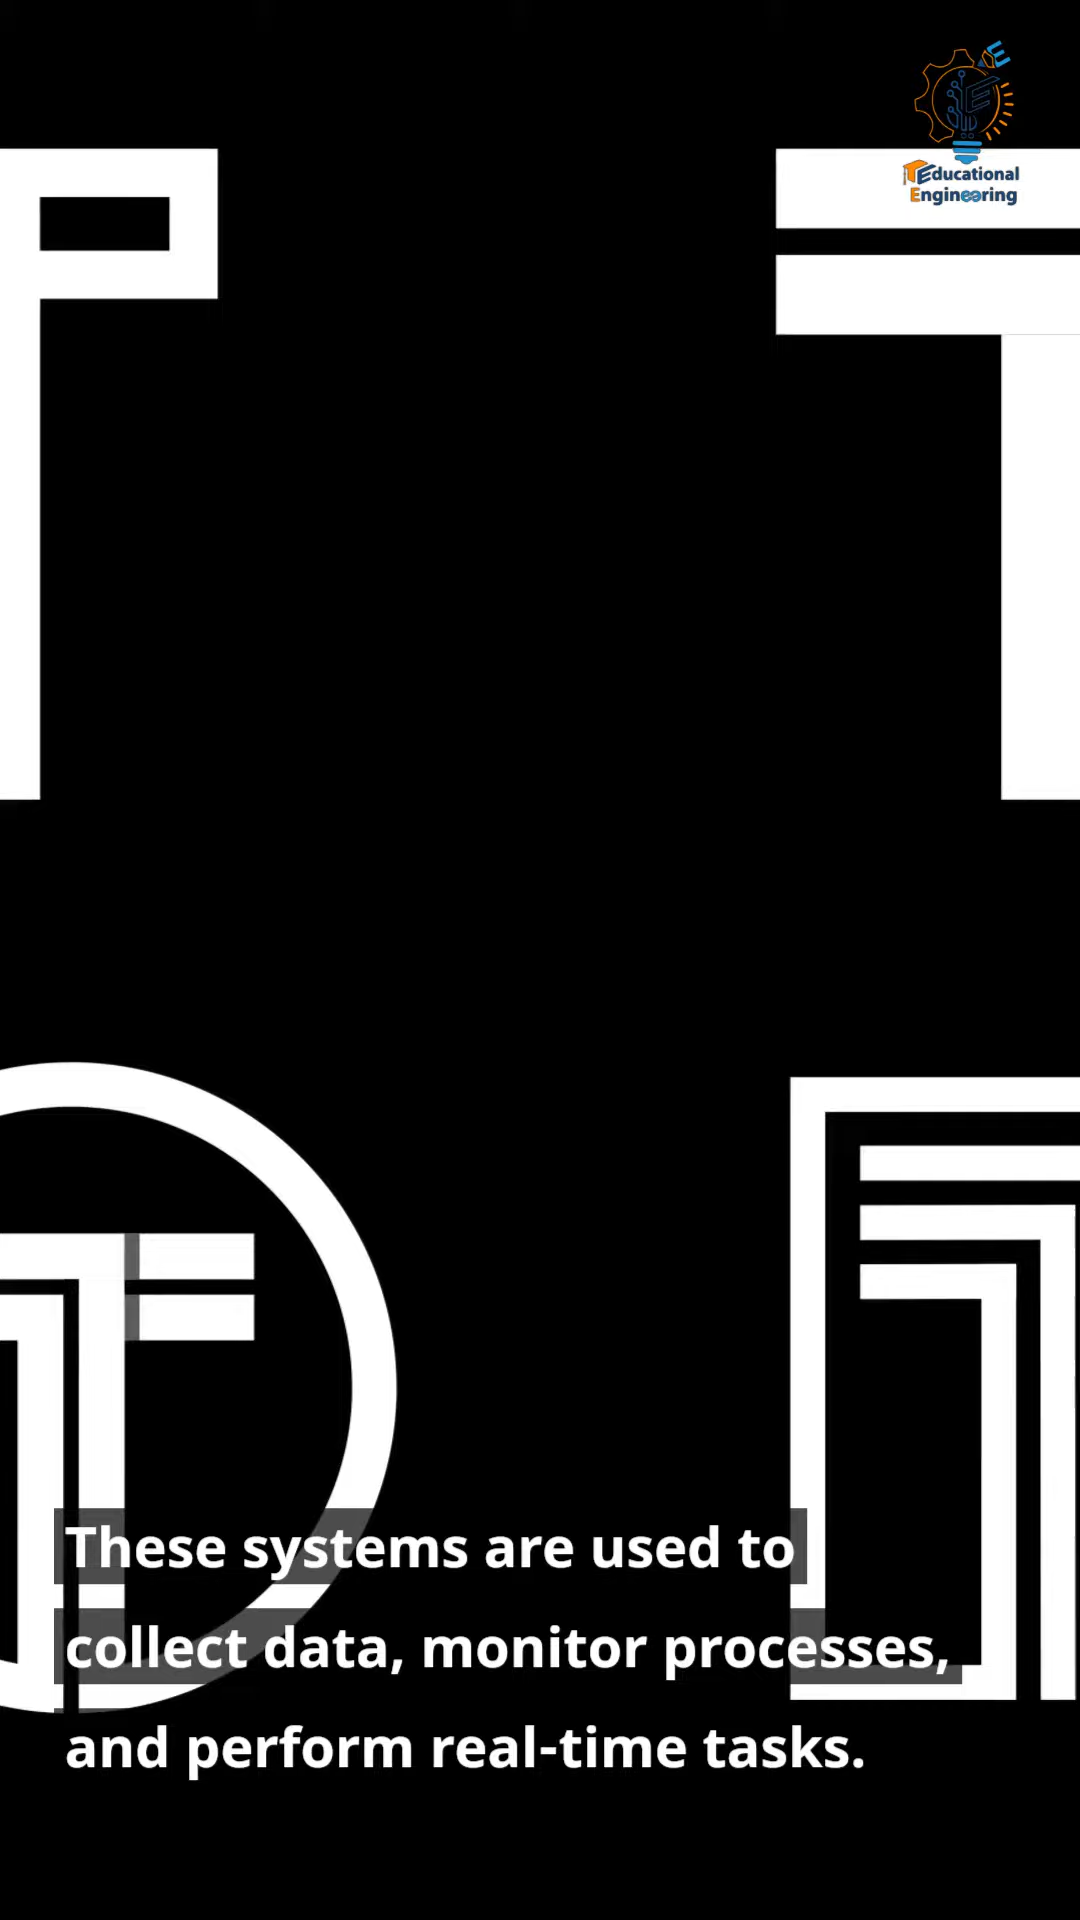 Educational
Engineering
These systems are used to
collect data, monitor processes,
and perform real-time tasks.